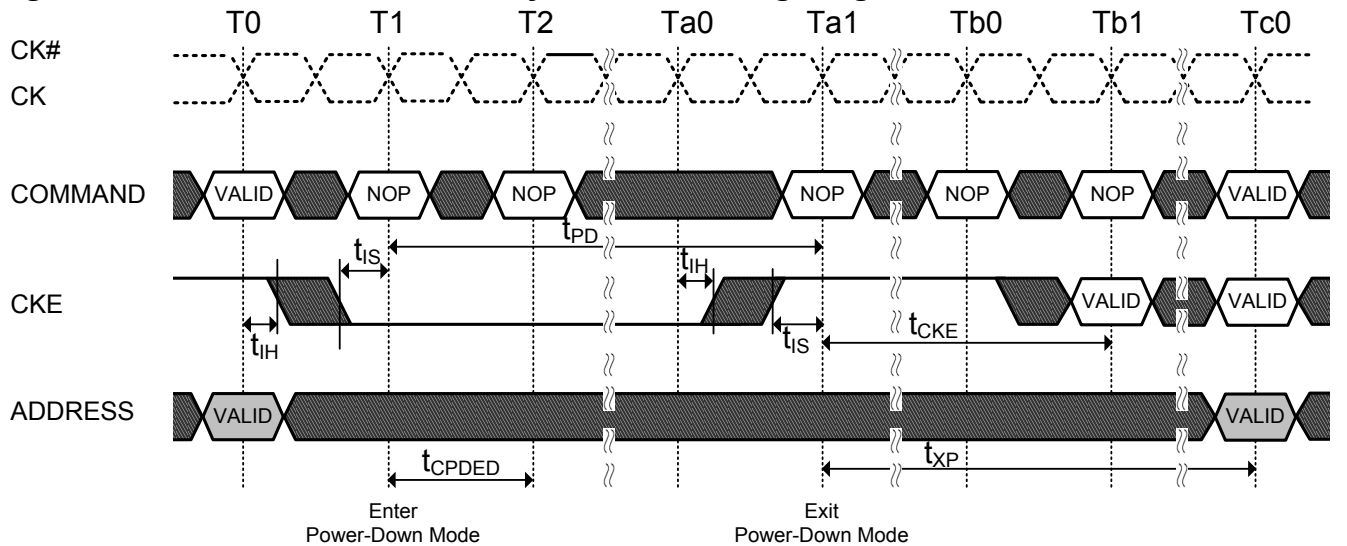 T0 T1 T2 Ta0 Ta1 Tb0 Tb1 Tc0
CK#
CK
COMMAND VALID NOP NOP NOP NOP NOP VALID
tPD
tIS tIH
CKE VALID VALID
tIH tIS tCKE
ADDRESS VALID VALID
tCPDED tXP
Enter Exit
Power-Down Mode Power-Down Mode